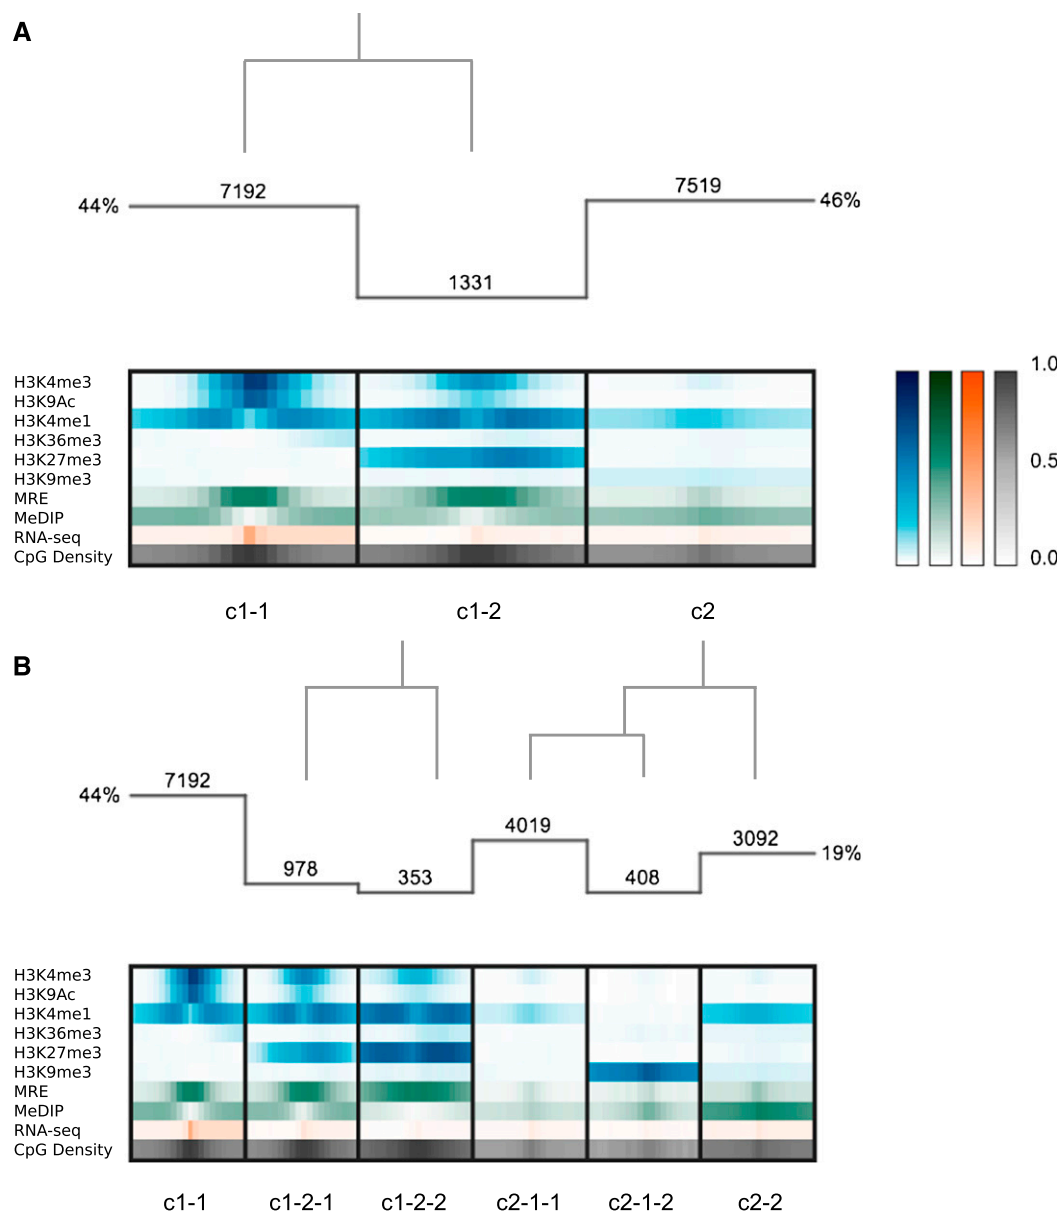 A
7192
7519
44%
46%
1331
H3K4me3
H3K9Ac
H3K4me1
H3K36me3
H3K27me3
H3K9me3
MRE
MeDIP
RNA-seq
CpG Density
1.0
0.5
0.0
c1-1
c1-2
c2
B
7192
44%
978
353
4019
408
3092
19%
H3K4me3
H3K9Ac
H3K4me1
H3K36me3
H3K27me3
H3K9me3
MRE
MeDIP
RNA-seq
CpG Density
c1-1
c1-2-1
c1-2-2
c2-1-1
c2-1-2
c2-2